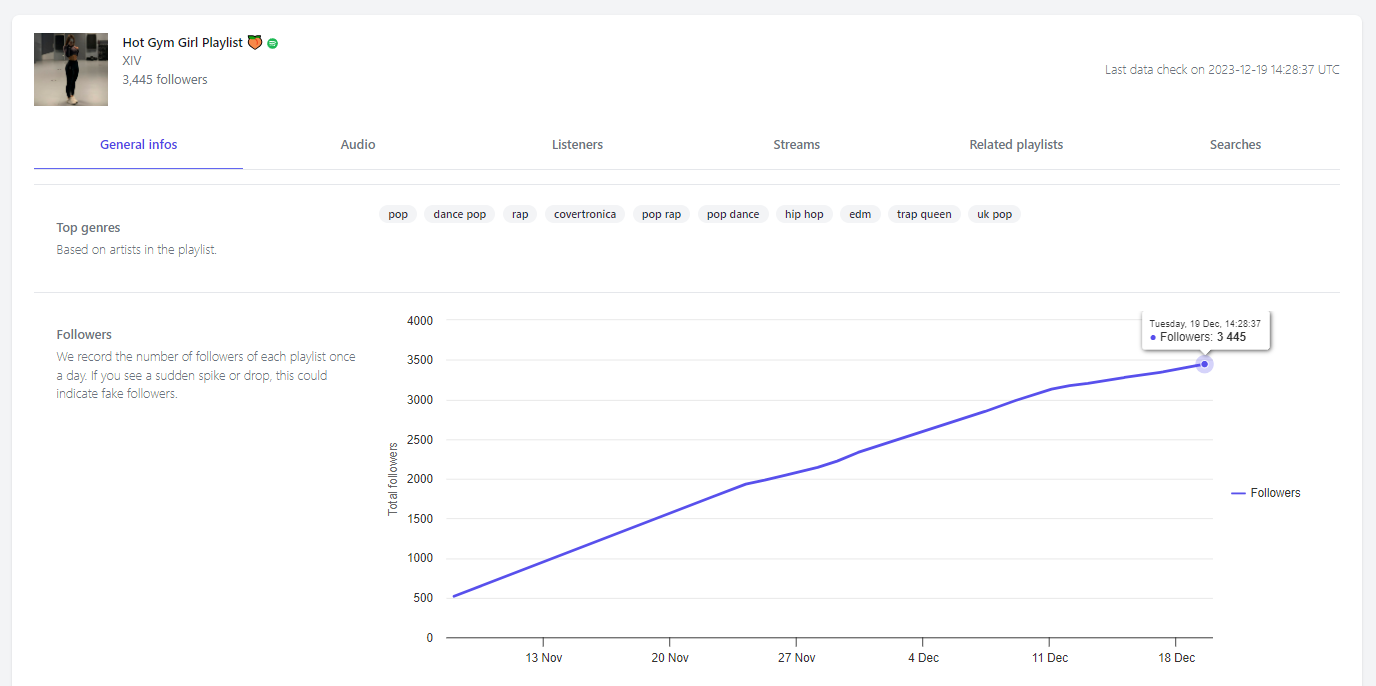 Hot Gym Girl Playlist 🍑
XIV
3,445 followers
Last data check on 2023-12-19 14:28:37 UTC
General infos
Audio
Listeners
Streams
Related playlists
Searches
Top genres
Based on artists in the playlist.
pop dance pop rap covertronica pop rap pop dance hip hop edm trap queen uk pop
Followers
We record the number of followers of each playlist once
a day. If you see a sudden spike or drop, this could
indicate fake followers.
Total followers
4000
3500
3000
2500
2000
1500
1000
500
0
13 Nov
20 Nov
27 Nov
4 Dec
11 Dec
18 Dec
Tuesday, 19 Dec, 14:28:37
Followers: 3 445
Followers